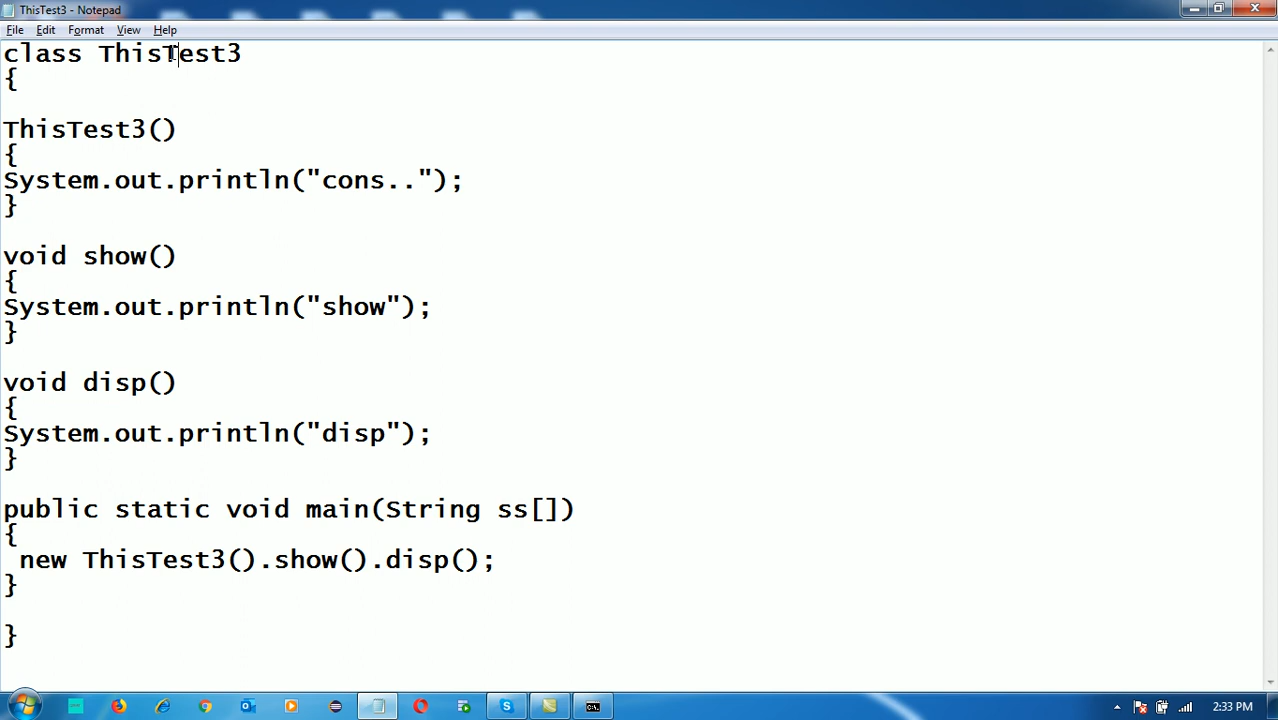 ThisTest3 - Notepad
File Edit Format View Help
class ThisTest3
{
ThisTest3()
{
System.out.println("cons..");
}
void show()
{
System.out.println("show");
}
void disp()
{
System.out.println("disp");
}
public static void main(String ss[])
{
new ThisTest3().show().disp();
}
}
2:33 PM